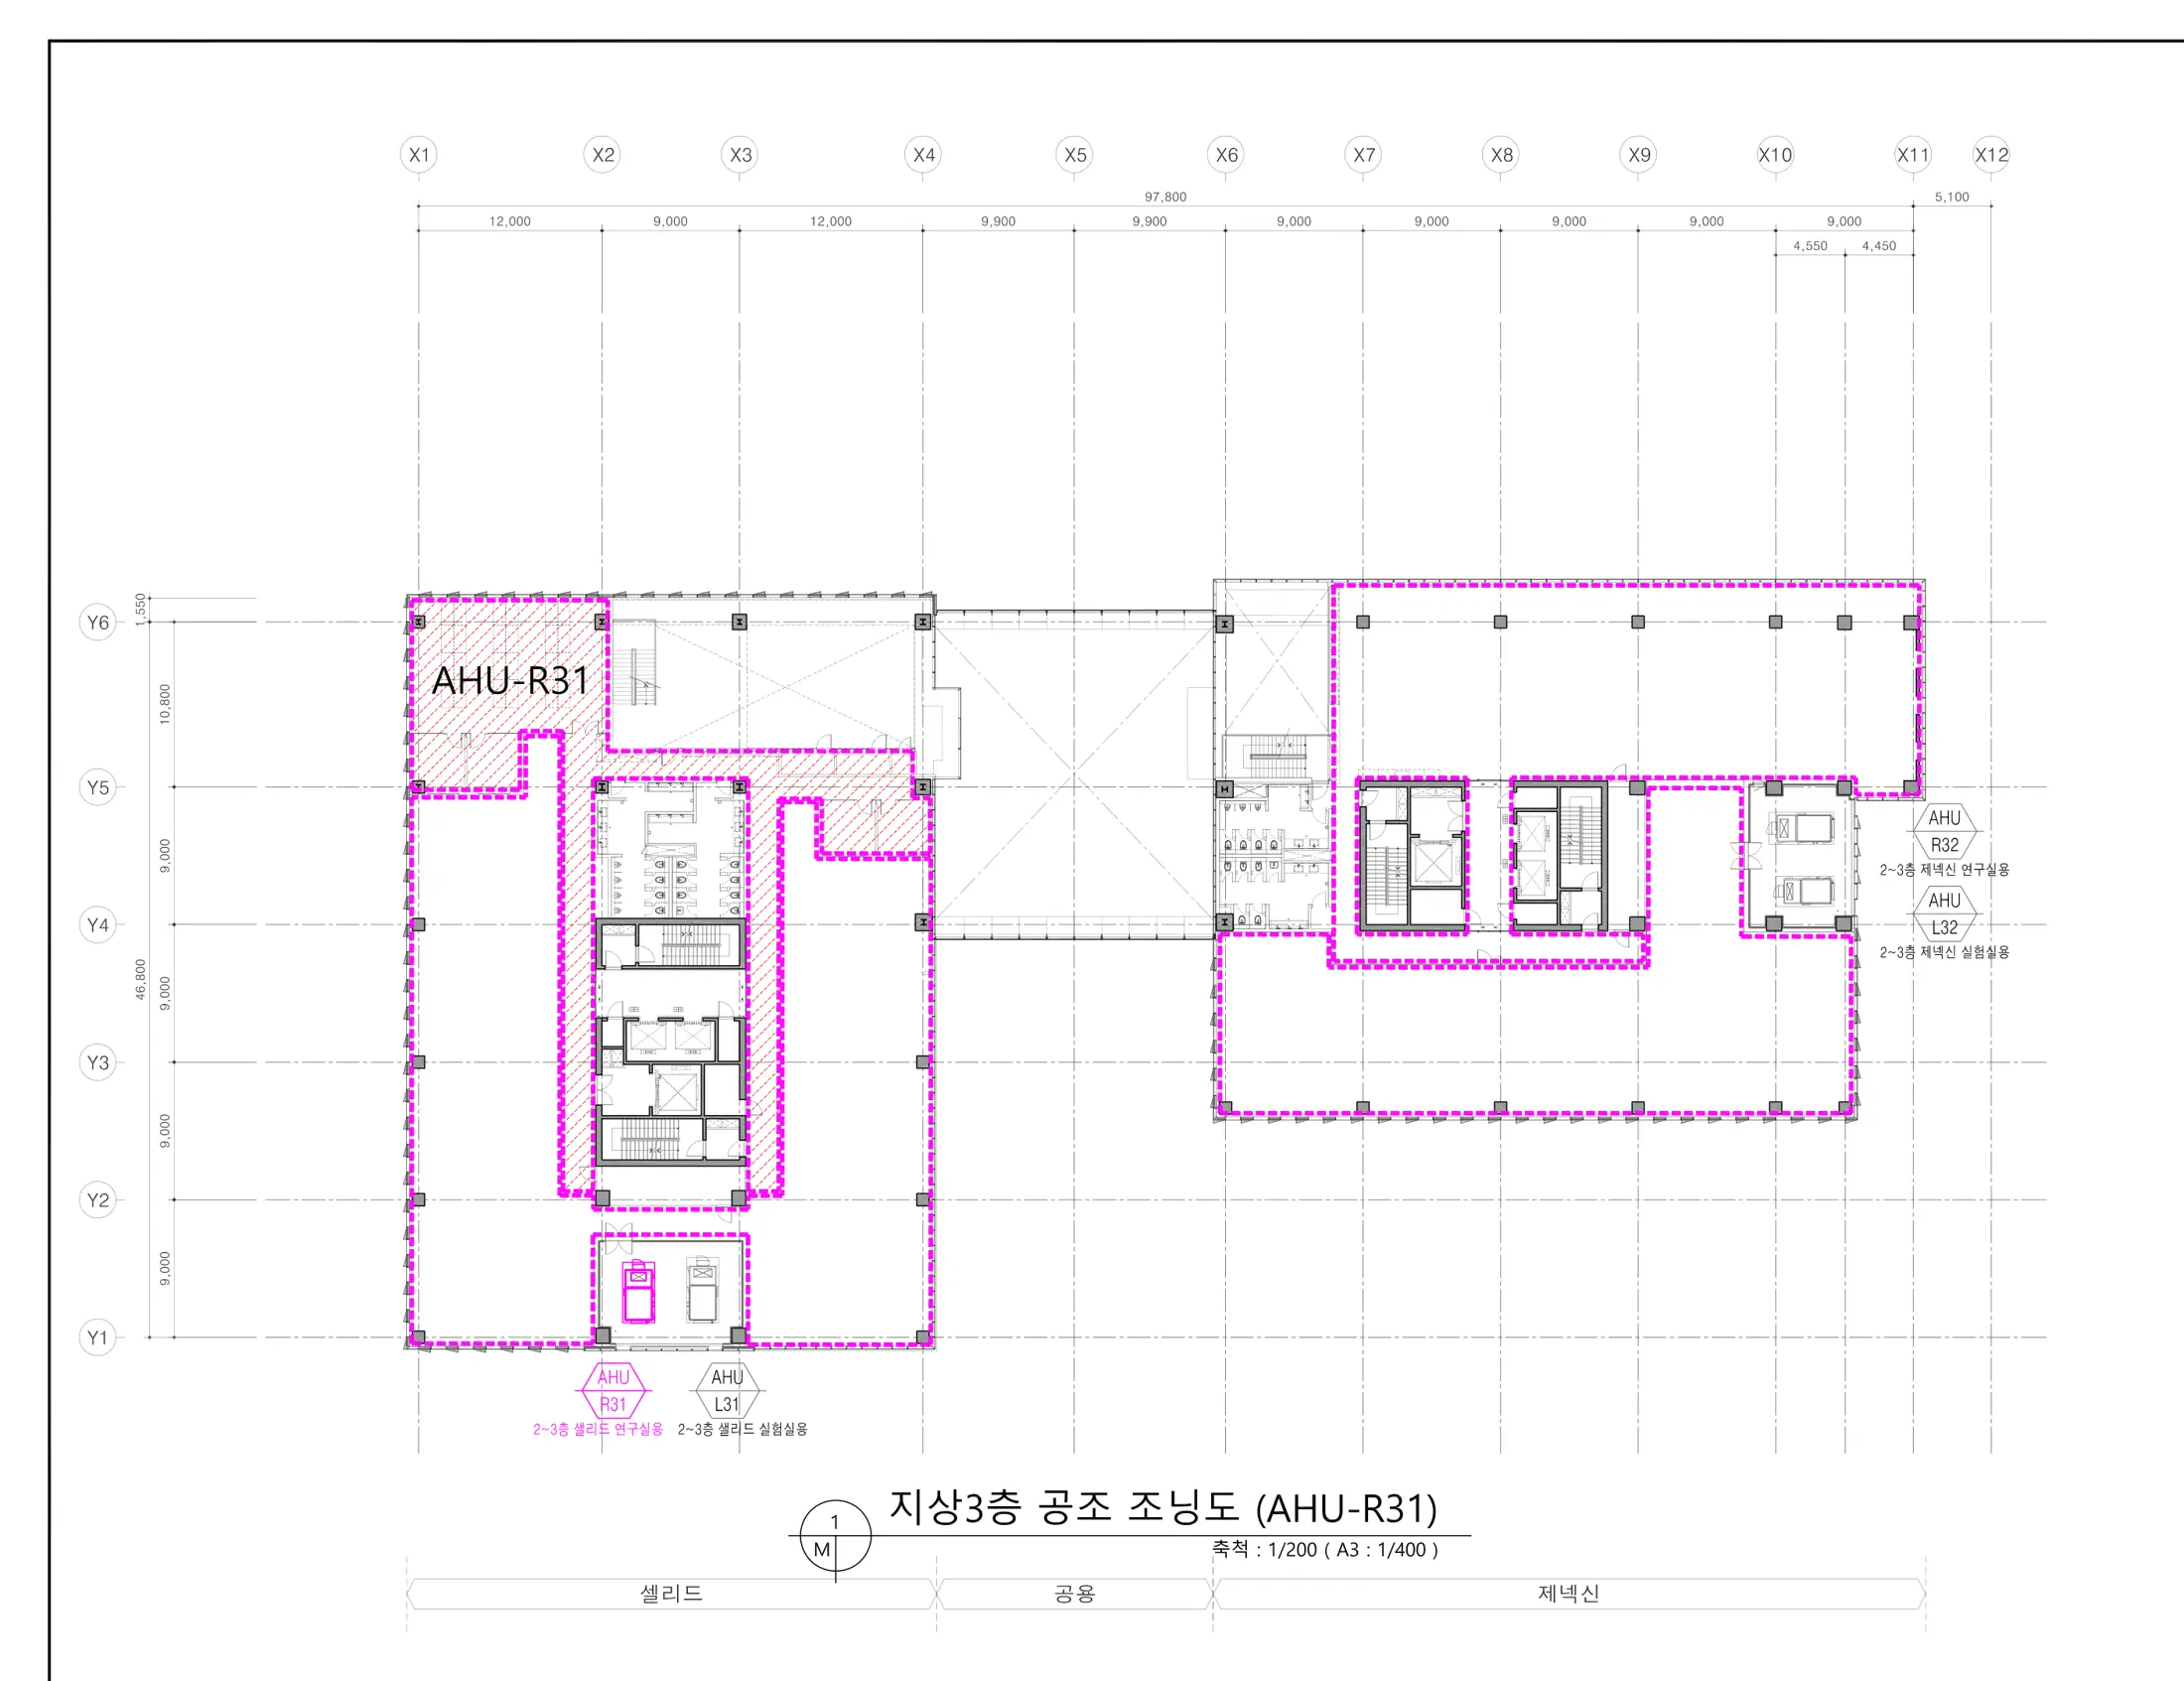 X1 X2 X3 X4 X5 X6 X7 X8 X9 X10 X11 X12
97,800 5,100
12,000 9,000 12,000 9,900 9,900 9,000 9,000 9,000 9,000 9,000
4,550 4,450
1,550
Y6
AHU-R31
10,800
Y5
AHU
R32
2~3층 제넥신 연구실용
9,000
AHU
L32
2~3층 제넥신 실험실용
Y4
46,800
9,000
Y3
9,000
Y2
9,000
Y1
AHU
R31
2~3층 샐리드 연구실용
AHU
L31
2~3층 샐리드 실험실용
1
M
지상3층 공조 조닝도 (AHU-R31)
축척 : 1/200 ( A3 : 1/400 )
셀리드 공용 제넥신